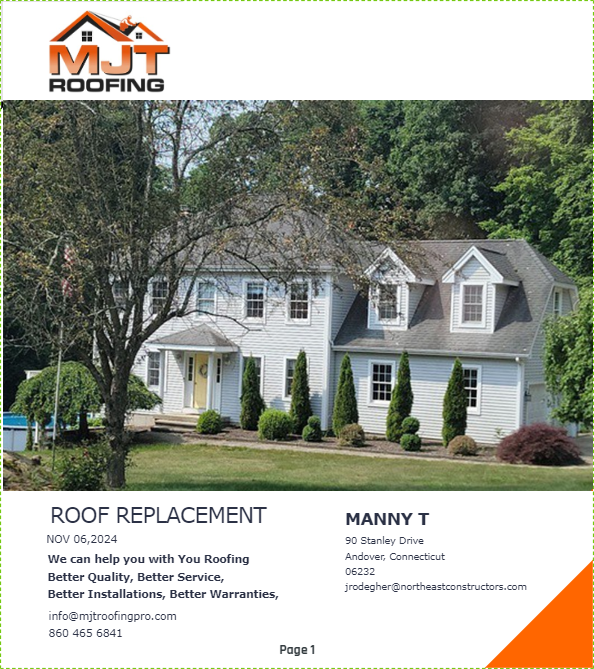 MJT
ROOFING
ROOF REPLACEMENT
NOV 06,2024
We can help you with You Roofing
Better Quality, Better Service,
Better Installations, Better Warranties,
info@mjtroofingpro.com
860 465 6841
MANNY T
90 Stanley Drive
Andover, Connecticut
06232
jrodegher@northeastconstructors.com
Page 1